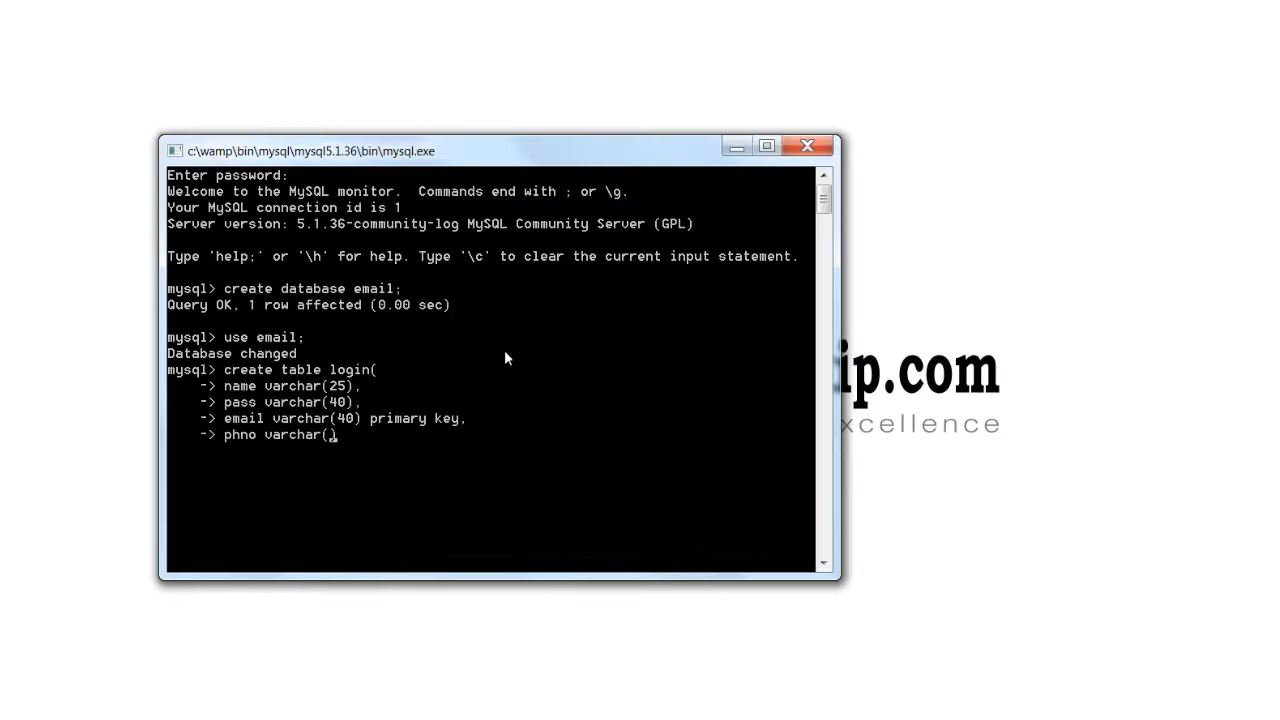 c:\wamp\bin\mysql\mysql5.1.36\bin\mysql.exe
Enter password:
Welcome to the MySQL monitor.  Commands end with ; or \g.
Your MySQL connection id is 1
Server version: 5.1.36-community-log MySQL Community Server (GPL)
Type 'help;' or '\h' for help. Type '\c' to clear the current input statement.
mysql> create database email;
Query OK, 1 row affected (0.00 sec)
mysql> use email;
Database changed
mysql> create table login(
    -> name varchar(25),
    -> pass varchar(40),
    -> email varchar(40) primary key,
    -> phno varchar()
ip.com
xcellence